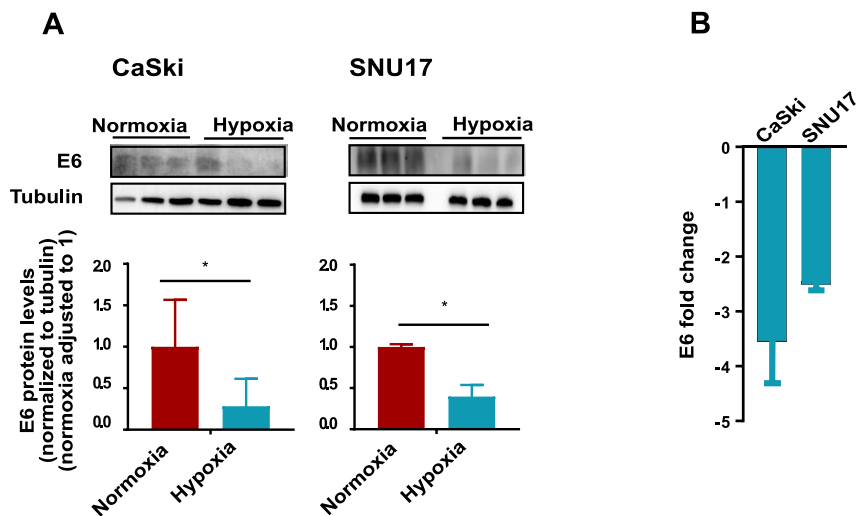 A
B
CaSki
SNU17
Normoxia
Hypoxia
Normoxia
Hypoxia
E6
Tubulin
E6 protein levels
(normalized to tubulin)
(normoxia adjusted to 1)
2.0
1.5
1.0
0.5
0.0
*
Normoxia
Hypoxia
2.0
1.5
1.0
0.5
0.0
*
Normoxia
Hypoxia
CaSki
SNU17
E6 fold change
0
-1
-2
-3
-4
-5